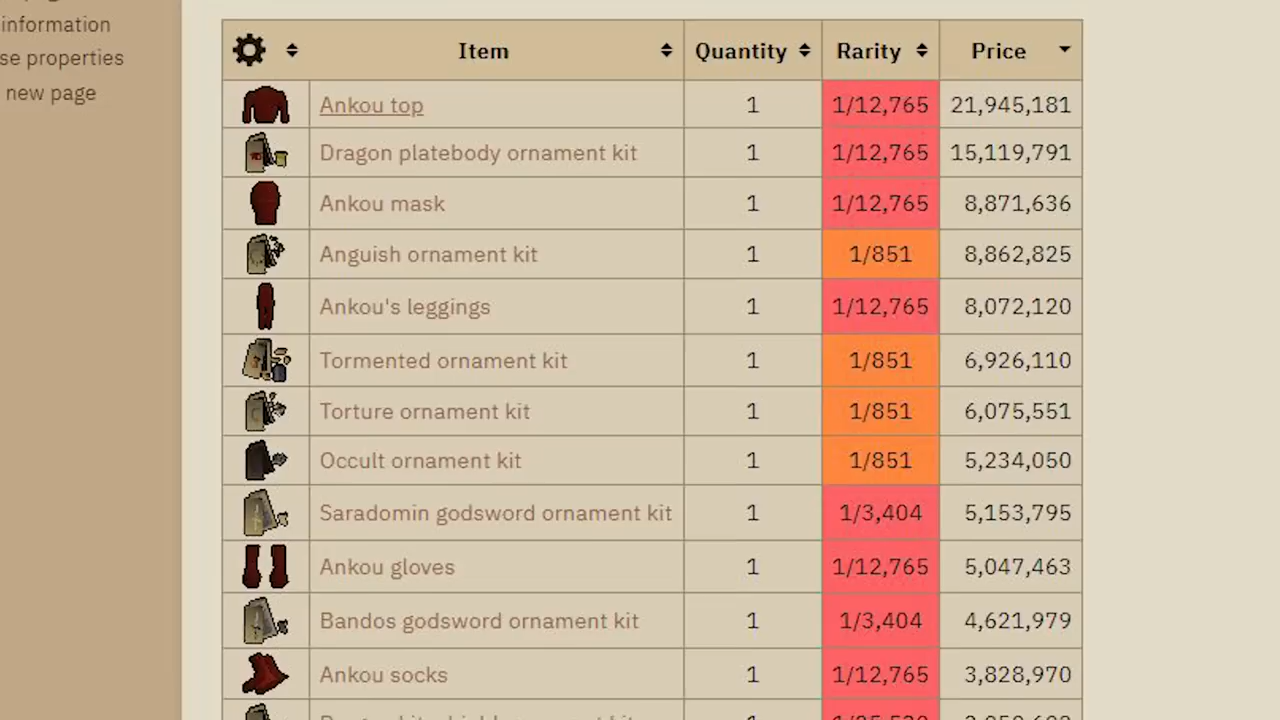 information
se properties
new page
Item Quantity Rarity Price
Ankou top 1 1/12,765 21,945,181
Dragon platebody ornament kit 1 1/12,765 15,119,791
Ankou mask 1 1/12,765 8,871,636
Anguish ornament kit 1 1/851 8,862,825
Ankou's leggings 1 1/12,765 8,072,120
Tormented ornament kit 1 1/851 6,926,110
Torture ornament kit 1 1/851 6,075,551
Occult ornament kit 1 1/851 5,234,050
Saradomin godsword ornament kit 1 1/3,404 5,153,795
Ankou gloves 1 1/12,765 5,047,463
Bandos godsword ornament kit 1 1/3,404 4,621,979
Ankou socks 1 1/12,765 3,828,970